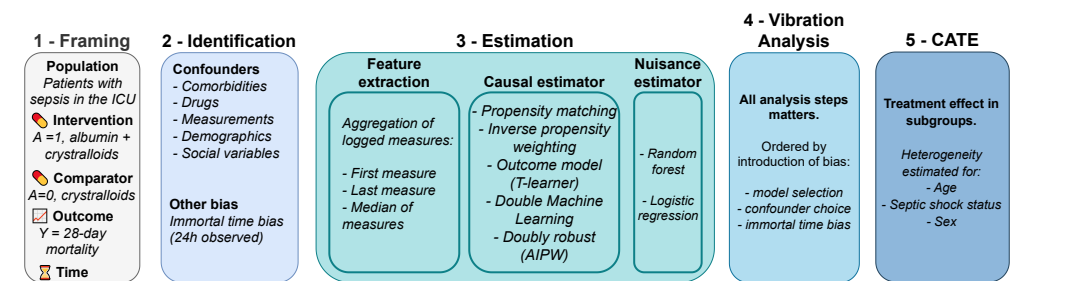 1 - Framing
Population
Patients with
sepsis in the ICU
Intervention
A =1, albumin +
crystralloids
Comparator
A=0, crystralloids
Outcome
Y = 28-day
mortality
Time
2 - Identification
Confounders
- Comorbidities
- Drugs
- Measurements
- Demographics
- Social variables
Other bias
Immortal time bias
(24h observed)
3 - Estimation
Feature
extraction
Aggregation of
logged measures:
- First measure
- Last measure
- Median of
measures
Causal estimator
- Propensity matching
- Inverse propensity
weighting
- Outcome model
(T-learner)
- Double Machine
Learning
- Doubly robust
(AIPW)
Nuisance
estimator
- Random
forest
- Logistic
regression
4 - Vibration
Analysis
All analysis steps
matters.
Ordered by
introduction of bias:
- model selection
- confounder choice
- immortal time bias
5 - CATE
Treatment effect in
subgroups.
Heterogeneity
estimated for:
- Age
- Septic shock status
- Sex